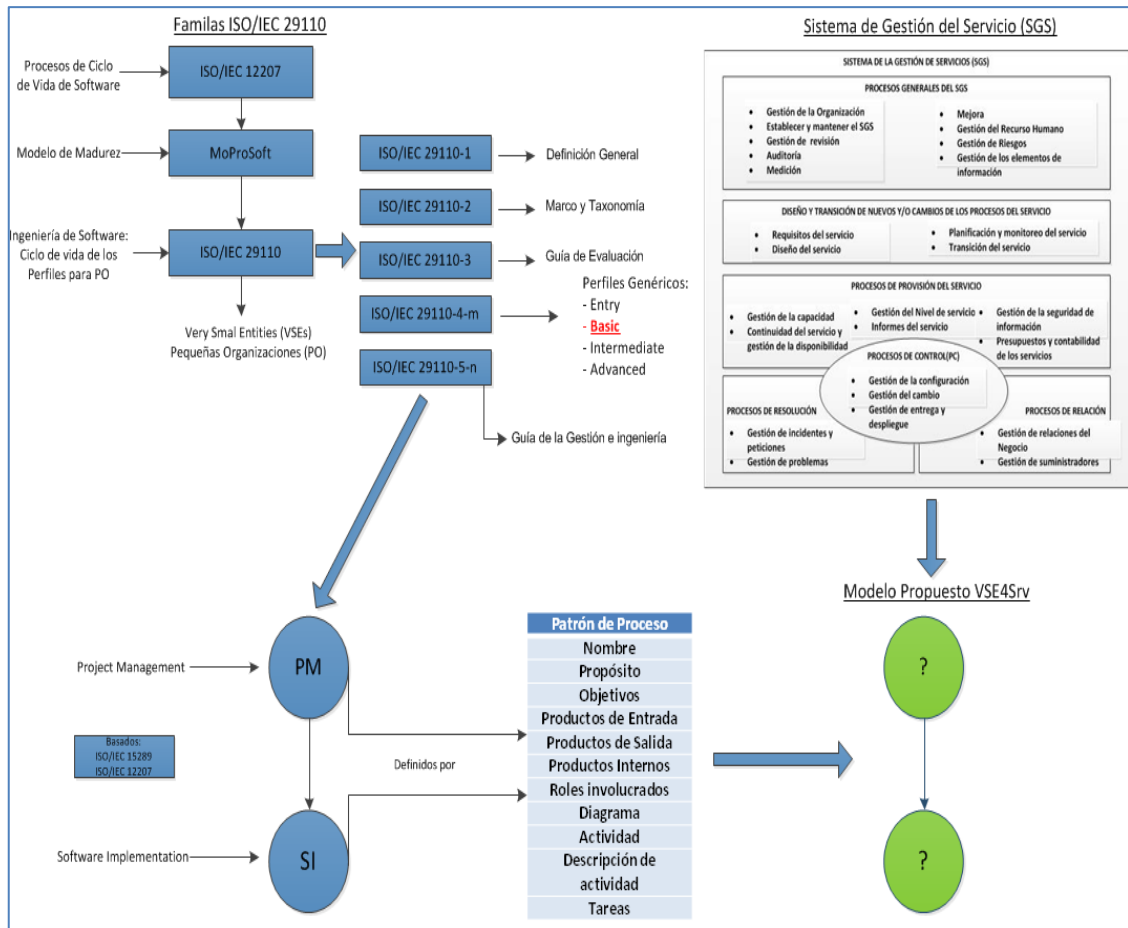 Familas ISO/IEC 29110
Procesos de Ciclo
de Vida de Software
ISO/IEC 12207
Modelo de Madurez
MoProSoft
Ingeniería de Software:
Ciclo de vida de los
Perfiles para PO
ISO/IEC 29110
Very Smal Entities (VSEs)
Pequeñas Organizaciones (PO)
ISO/IEC 29110-1
Definición General
ISO/IEC 29110-2
Marco y Taxonomía
ISO/IEC 29110-3
Guía de Evaluación
ISO/IEC 29110-4-m
Perfiles Genéricos:
- Entry
- Basic
- Intermediate
- Advanced
ISO/IEC 29110-5-n
Guía de la Gestión e ingeniería
Sistema de Gestión del Servicio (SGS)
SISTEMA DE LA GESTIÓN DE SERVICIOS (SGS)
PROCESOS GENERALES DEL SGS
• Gestión de la Organización
• Establecer y mantener el SGS
• Gestión de revisión
• Auditoría
• Medición
• Mejora
• Gestión del Recurso Humano
• Gestión de Riesgos
• Gestión de los elementos de
información
DISEÑO Y TRANSICIÓN DE NUEVOS Y/O CAMBIOS DE LOS PROCESOS DEL SERVICIO
• Requisitos del servicio
• Diseño del servicio
• Planificación y monitoreo del servicio
• Transición del servicio
PROCESOS DE PROVISIÓN DEL SERVICIO
• Gestión de la capacidad
• Continuidad del servicio y
gestión de la disponibilidad
• Gestión del Nivel de servicio
• Informes del servicio
• Gestión de la seguridad de
información
• Presupuestos y contabilidad
de los servicios
PROCESOS DE CONTROL(PC)
• Gestión de la configuración
• Gestión del cambio
• Gestión de entrega y
despliegue
PROCESOS DE RESOLUCIÓN
• Gestión de incidentes y
peticiones
• Gestión de problemas
PROCESOS DE RELACIÓN
• Gestión de relaciones del
Negocio
• Gestión de suministradores
Project Management
PM
Basados:
ISO/IEC 15289
ISO/IEC 12207
Software Implementation
SI
Definidos por
Patrón de Proceso
Nombre
Propósito
Objetivos
Productos de Entrada
Productos de Salida
Productos Internos
Roles involucrados
Diagrama
Actividad
Descripción de
actividad
Tareas
Modelo Propuesto VSE4Srv
?
?